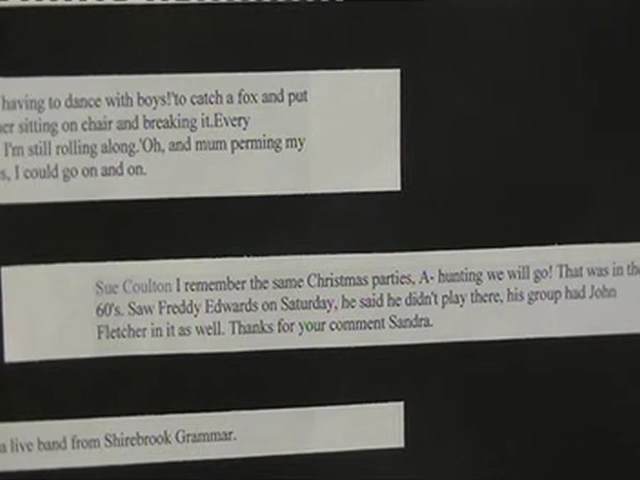 having to dance with boys!'to catch a fox and put
er sitting on chair and breaking it.Every
I'm still rolling along.'Oh, and mum perming my
s, I could go on and on.
Sue Coulton I remember the same Christmas parties, A- hunting we will go! That was in the
60's. Saw Freddy Edwards on Saturday, he said he didn't play there, his group had John
Fletcher in it as well. Thanks for your comment Sandra.
a live band from Shirebrook Grammar.